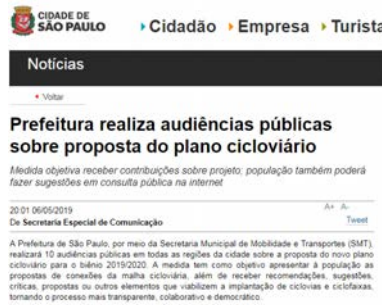 CIDADE DE
SÃO PAULO
Cidadão Empresa Turista
Notícias
Voltar
Prefeitura realiza audiências públicas
sobre proposta do plano cicloviário
Medida objetiva receber contribuições sobre projeto; população também poderá
fazer sugestões em consulta pública na internet
20:01 06/05/2019
A+ A-
De Secretaria Especial de Comunicação
Tweet
A Prefeitura de São Paulo, por meio da Secretaria Municipal de Mobilidade e Transportes (SMT),
realizará 10 audiências públicas em todas as regiões da cidade sobre a proposta do novo plano
cicloviário para o biênio 2019/2020. A medida tem como objetivo apresentar à população as
propostas de conexões da malha cicloviária, além de receber recomendações, sugestões,
críticas, propostas ou outros elementos que viabilizem a implantação de ciclovias e ciclofaixas,
tornando o processo mais transparente, colaborativo e democrático.